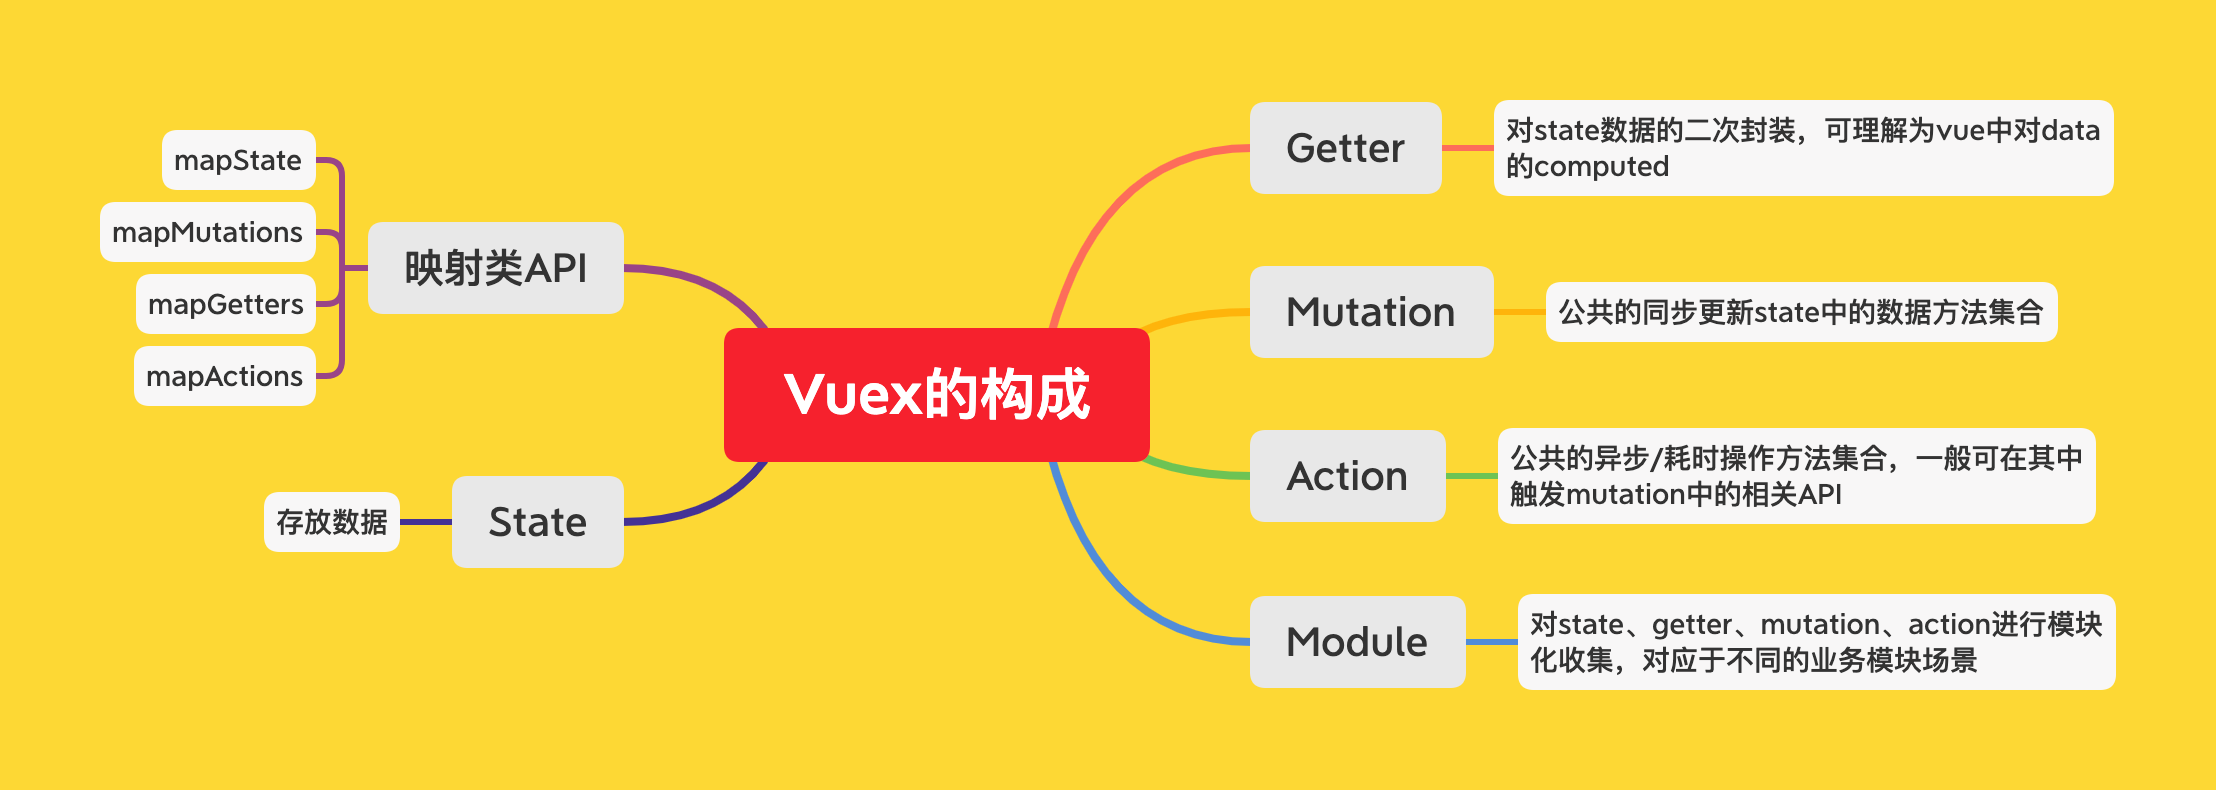 Vuex的构成
Getter
对state数据的二次封装，可理解为vue中对data
的computed
Mutation
公共的同步更新state中的数据方法集合
Action
公共的异步/耗时操作方法集合，一般可在其中
触发mutation中的相关API
Module
对state、getter、mutation、action进行模块
化收集，对应于不同的业务模块场景
映射类API
mapState
mapMutations
mapGetters
mapActions
State
存放数据